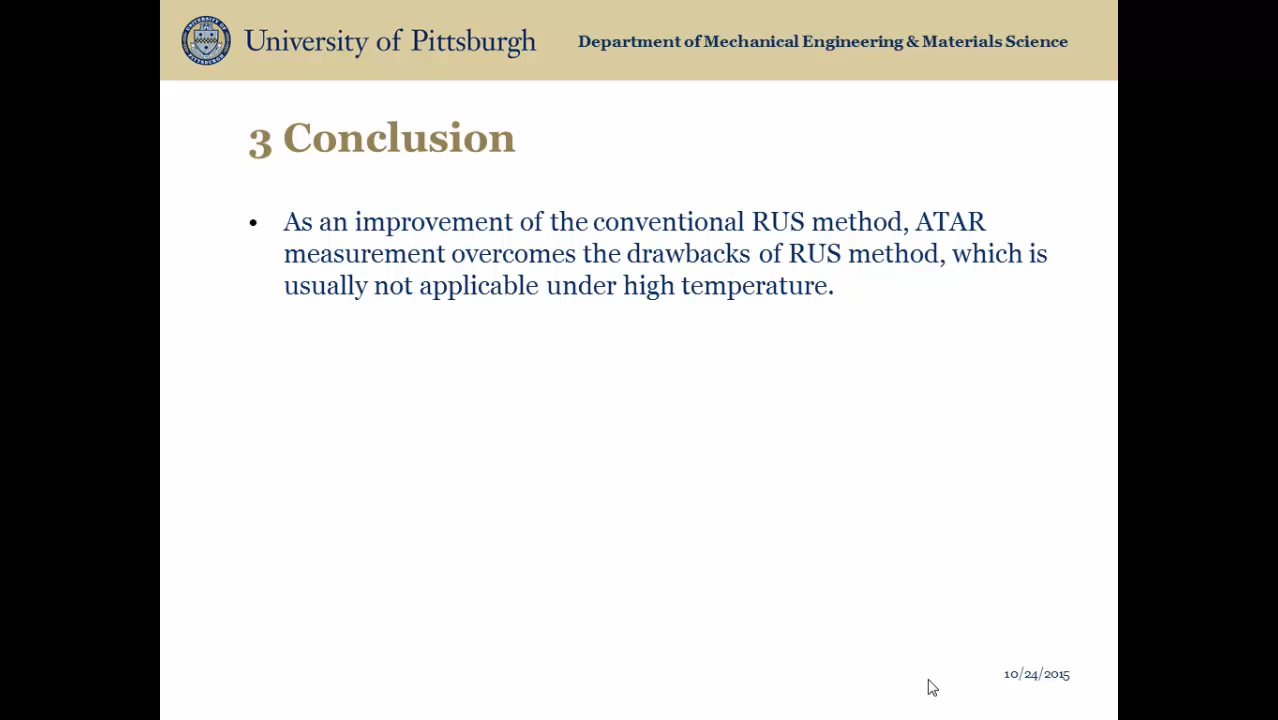 University of Pittsburgh
Department of Mechanical Engineering & Materials Science
3 Conclusion
• As an improvement of the conventional RUS method, ATAR
measurement overcomes the drawbacks of RUS method, which is
usually not applicable under high temperature.
10/24/2015